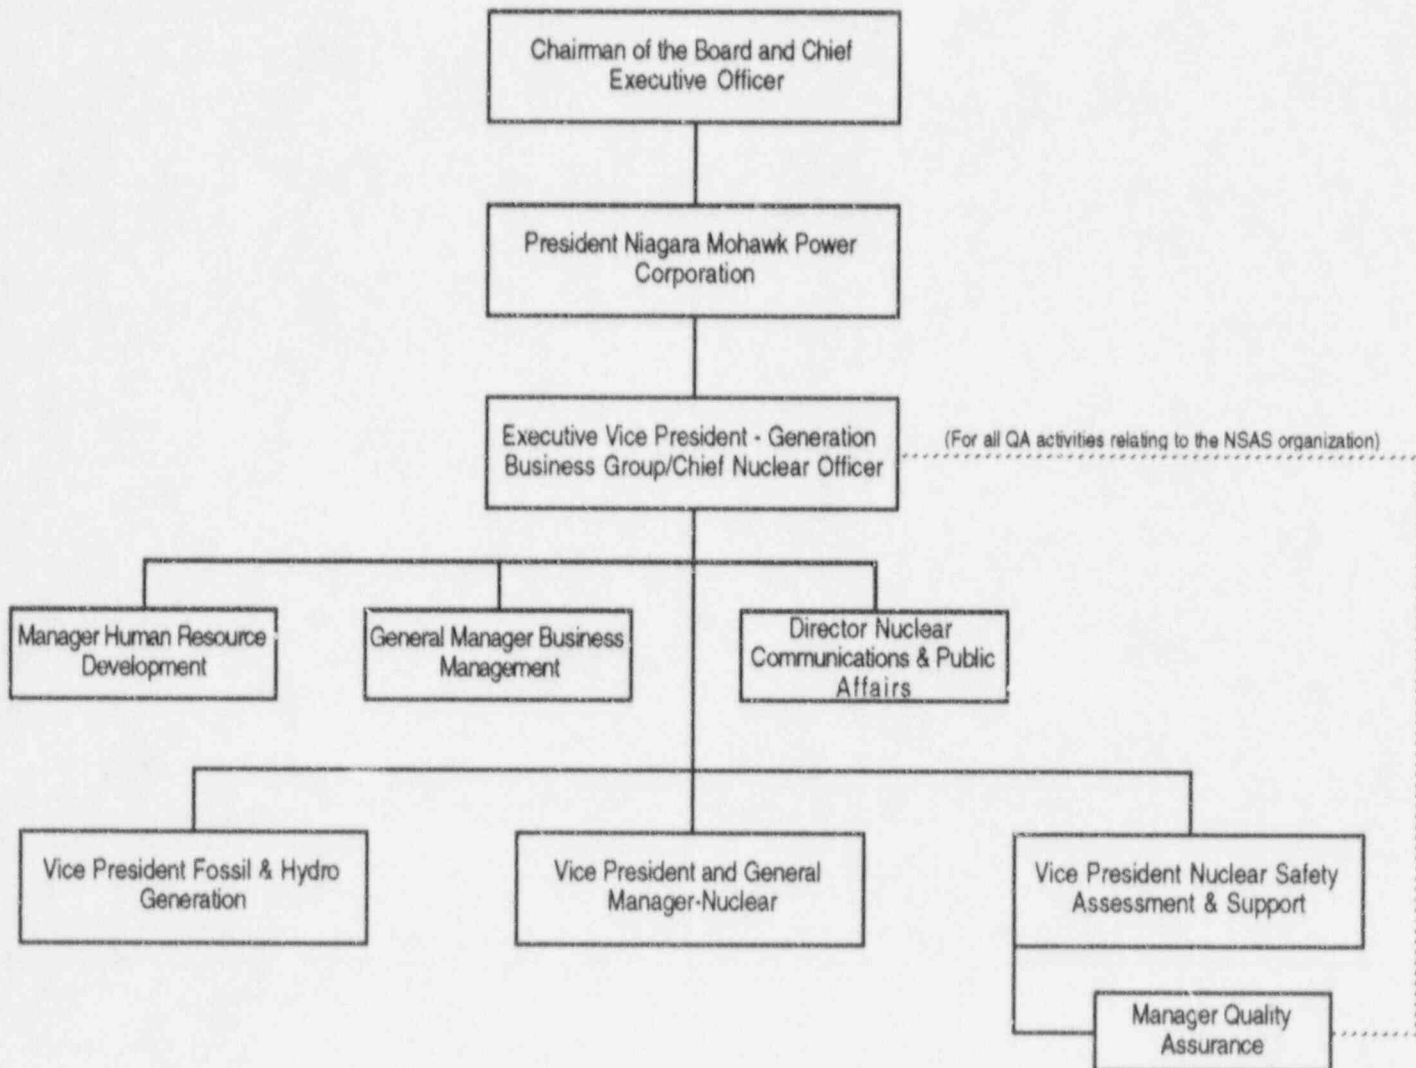 Chairman of the Board and Chief
Executive Officer
President Niagara Mohawk Power
Corporation
Executive Vice President - Generation
Business Group/Chief Nuclear Officer
(For all QA activities relating to the NSAS organization)
Manager Human Resource
Development
General Manager Business
Management
Director Nuclear
Communications & Public
Affairs
Vice President Fossil & Hydro
Generation
Vice President and General
Manager-Nuclear
Vice President Nuclear Safety
Assessment & Support
Manager Quality
Assurance